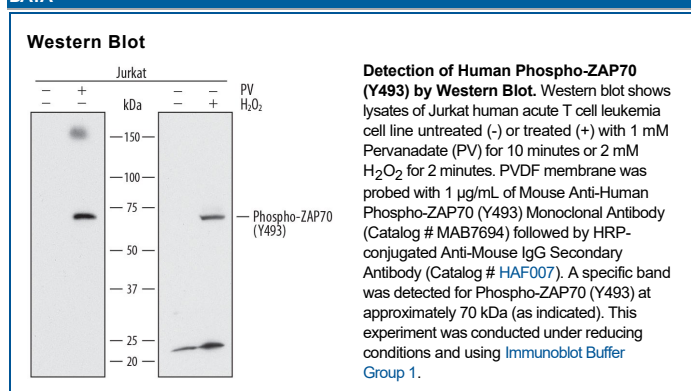 DATA
Western Blot
Jurkat
− + − − PV
− − kDa − + H2O2
150
100
75
Phospho-ZAP70
(Y493)
50
37
25
20
Detection of Human Phospho-ZAP70
(Y493) by Western Blot. Western blot shows
lysates of Jurkat human acute T cell leukemia
cell line untreated (-) or treated (+) with 1 mM
Pervanadate (PV) for 10 minutes or 2 mM
H2O2 for 2 minutes. PVDF membrane was
probed with 1 µg/mL of Mouse Anti-Human
Phospho-ZAP70 (Y493) Monoclonal Antibody
(Catalog # MAB7694) followed by HRP-
conjugated Anti-Mouse IgG Secondary
Antibody (Catalog # HAF007). A specific band
was detected for Phospho-ZAP70 (Y493) at
approximately 70 kDa (as indicated). This
experiment was conducted under reducing
conditions and using Immunoblot Buffer
Group 1.